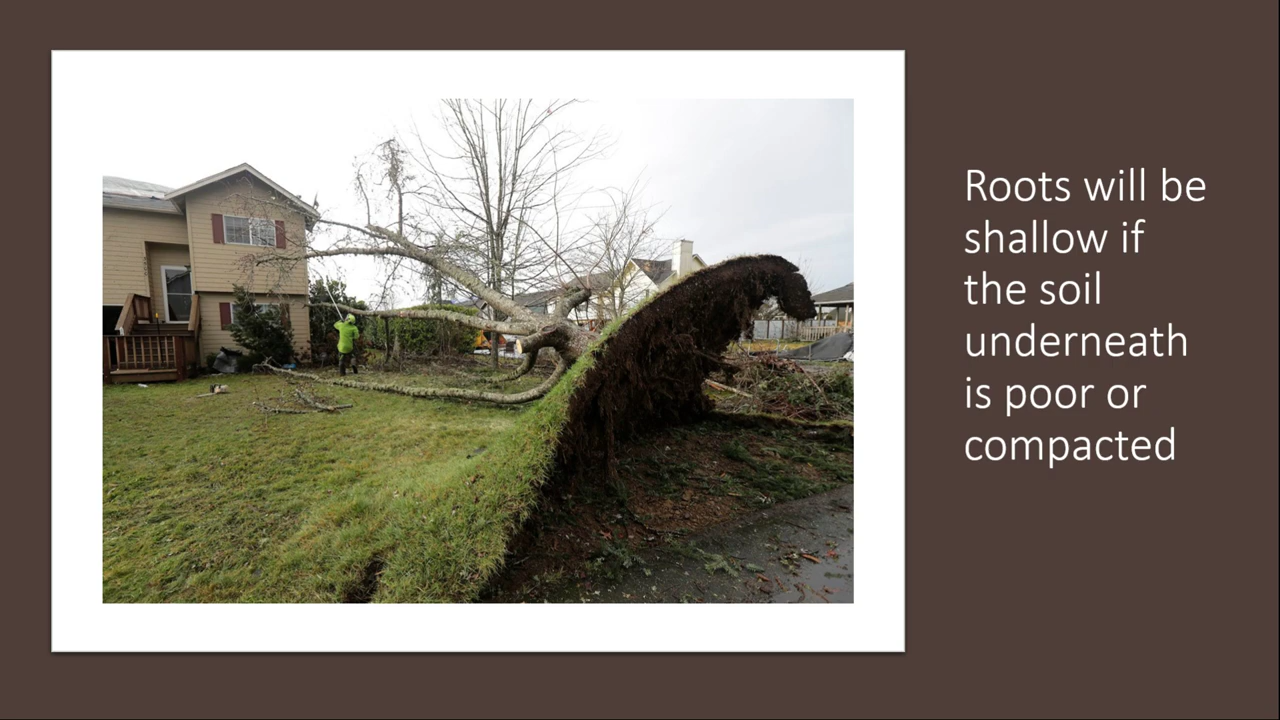 Roots will be
shallow if
the soil
underneath
is poor or
compacted